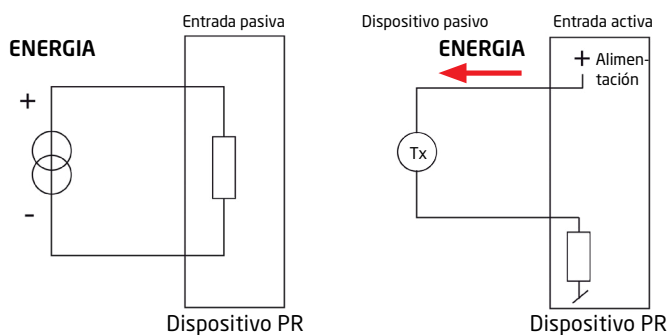 Entrada pasiva
ENERGIA
+
-
Dispositivo PR
Dispositivo pasivo
Entrada activa
ENERGIA
+ Alimen-
tación
Tx
Dispositivo PR